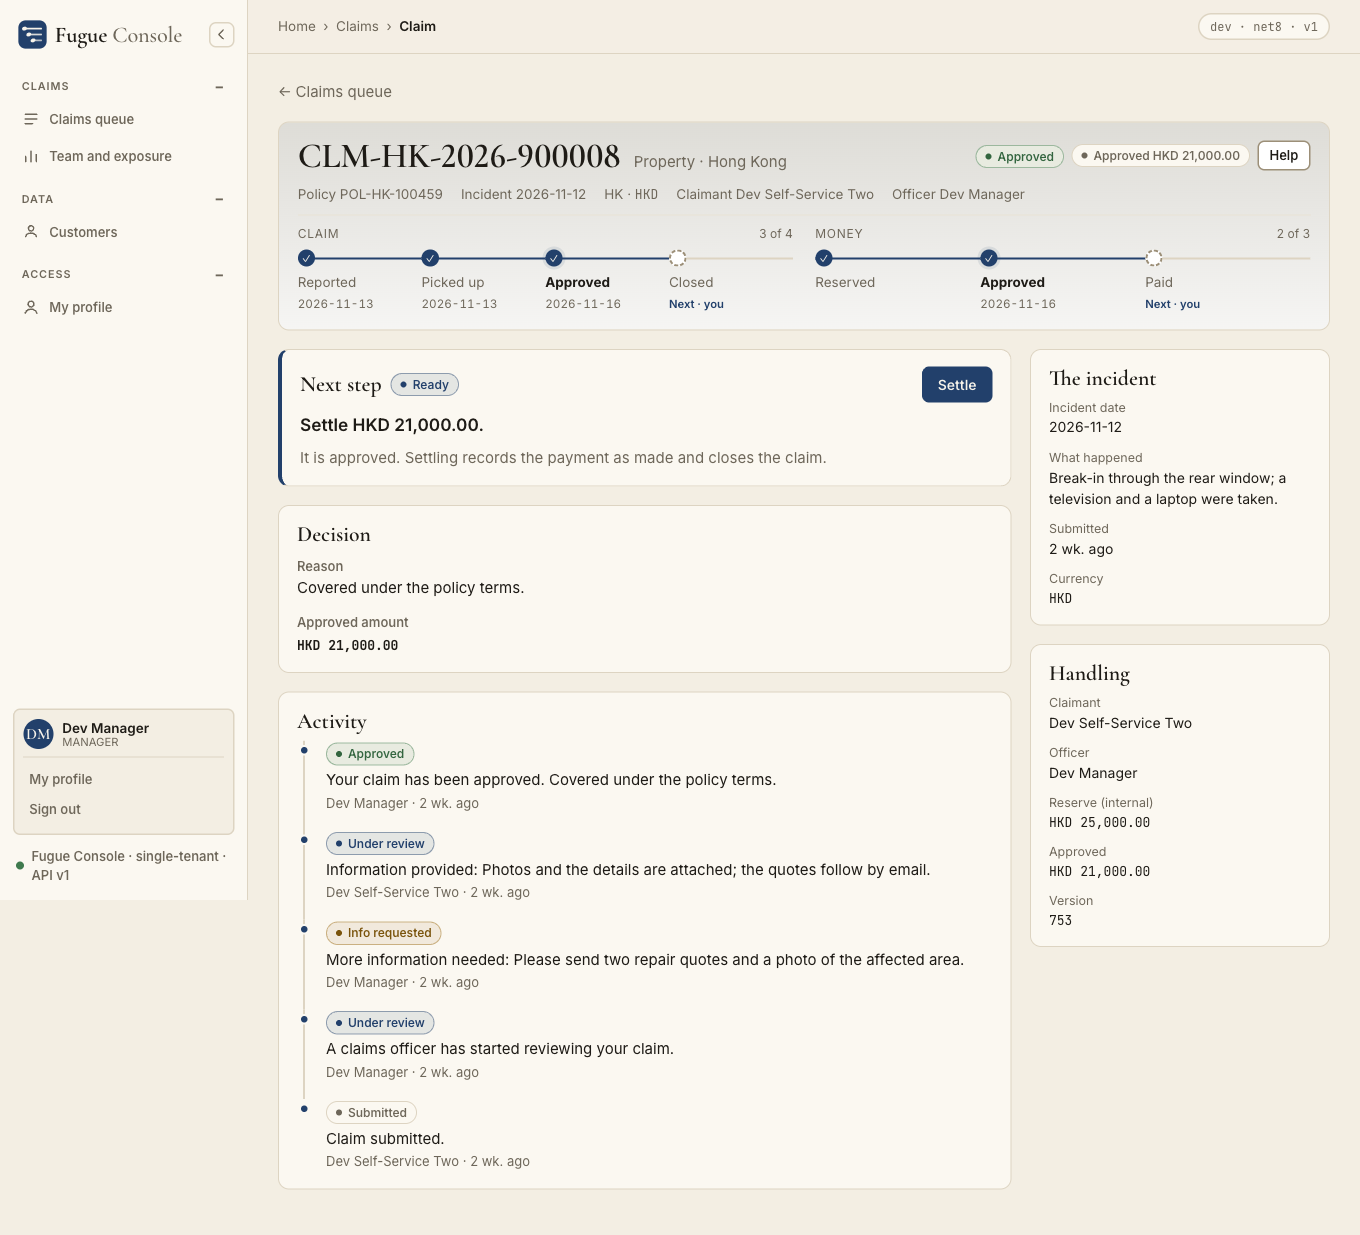 Fugue Console
CLAIMS
Claims queue
Team and exposure
DATA
Customers
ACCESS
My profile
DM
Dev Manager
MANAGER
My profile
Sign out
Fugue Console · single-tenant ·
API v1
Home › Claims › Claim
dev · net8 · v1
← Claims queue
CLM-HK-2026-900008 Property · Hong Kong
Approved
Approved HKD 21,000.00
Help
Policy POL-HK-100459 Incident 2026-11-12 HK · HKD Claimant Dev Self-Service Two Officer Dev Manager
CLAIM 3 of 4
Reported Picked up Approved Closed
2026-11-13 2026-11-13 2026-11-16 Next · you
MONEY 2 of 3
Reserved Approved Paid
2026-11-16 Next · you
Next step
Ready
Settle
Settle HKD 21,000.00.
It is approved. Settling records the payment as made and closes the claim.
Decision
Reason
Covered under the policy terms.
Approved amount
HKD 21,000.00
Activity
Approved
Your claim has been approved. Covered under the policy terms.
Dev Manager · 2 wk. ago
Under review
Information provided: Photos and the details are attached; the quotes follow by email.
Dev Self-Service Two · 2 wk. ago
Info requested
More information needed: Please send two repair quotes and a photo of the affected area.
Dev Manager · 2 wk. ago
Under review
A claims officer has started reviewing your claim.
Dev Manager · 2 wk. ago
Submitted
Claim submitted.
Dev Self-Service Two · 2 wk. ago
The incident
Incident date
2026-11-12
What happened
Break-in through the rear window; a
television and a laptop were taken.
Submitted
2 wk. ago
Currency
HKD
Handling
Claimant
Dev Self-Service Two
Officer
Dev Manager
Reserve (internal)
HKD 25,000.00
Approved
HKD 21,000.00
Version
753